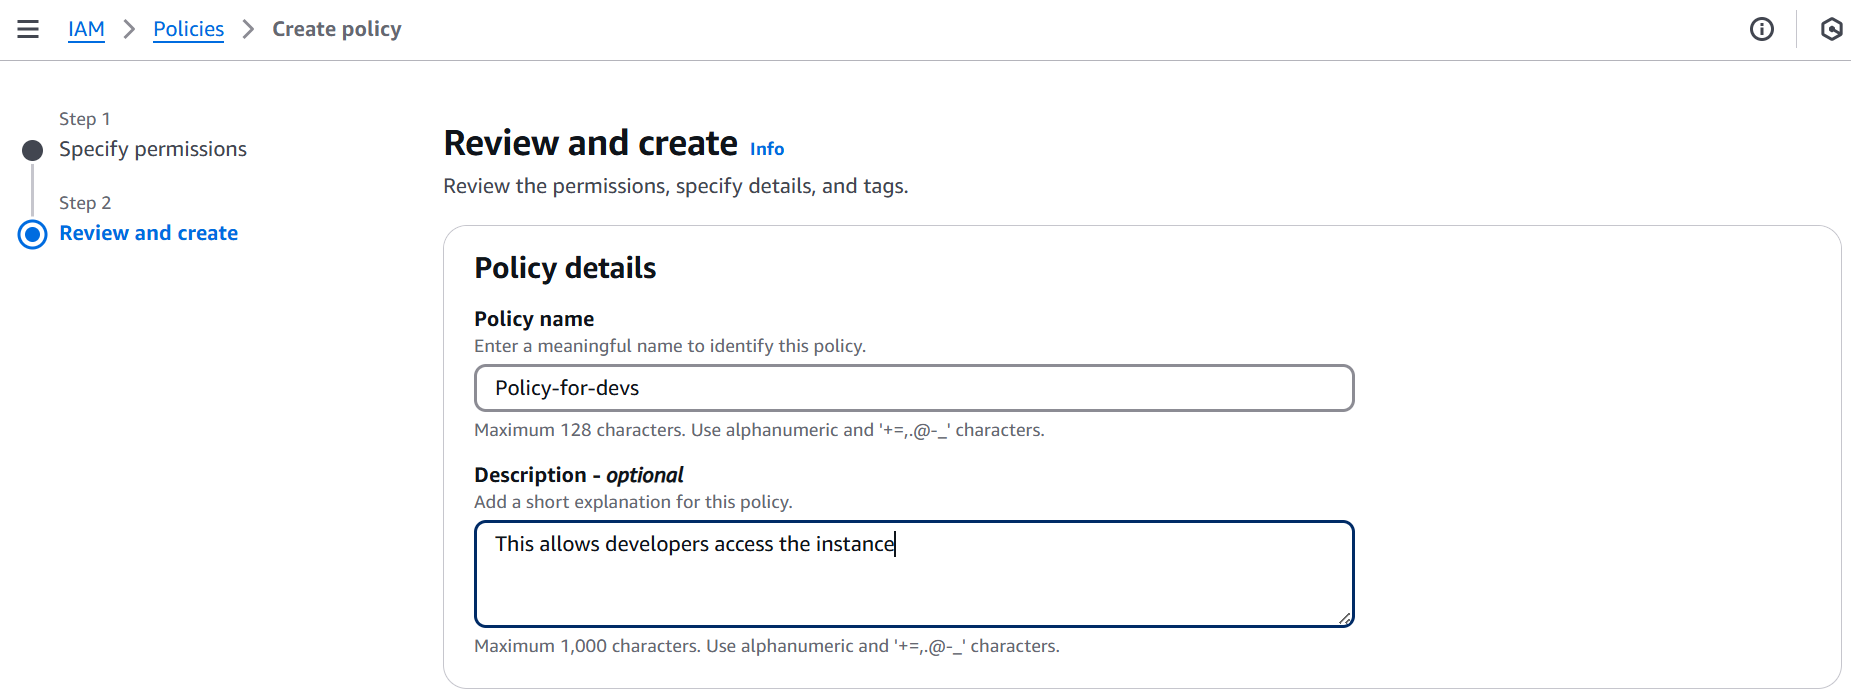 IAM > Policies > Create policy
Step 1
Specify permissions
Step 2
Review and create
Review and create Info
Review the permissions, specify details, and tags.
Policy details
Policy name
Enter a meaningful name to identify this policy.
Policy-for-devs
Maximum 128 characters. Use alphanumeric and '+=,.@-_' characters.
Description - optional
Add a short explanation for this policy.
This allows developers access the instance
Maximum 1,000 characters. Use alphanumeric and '+=,.@-_' characters.